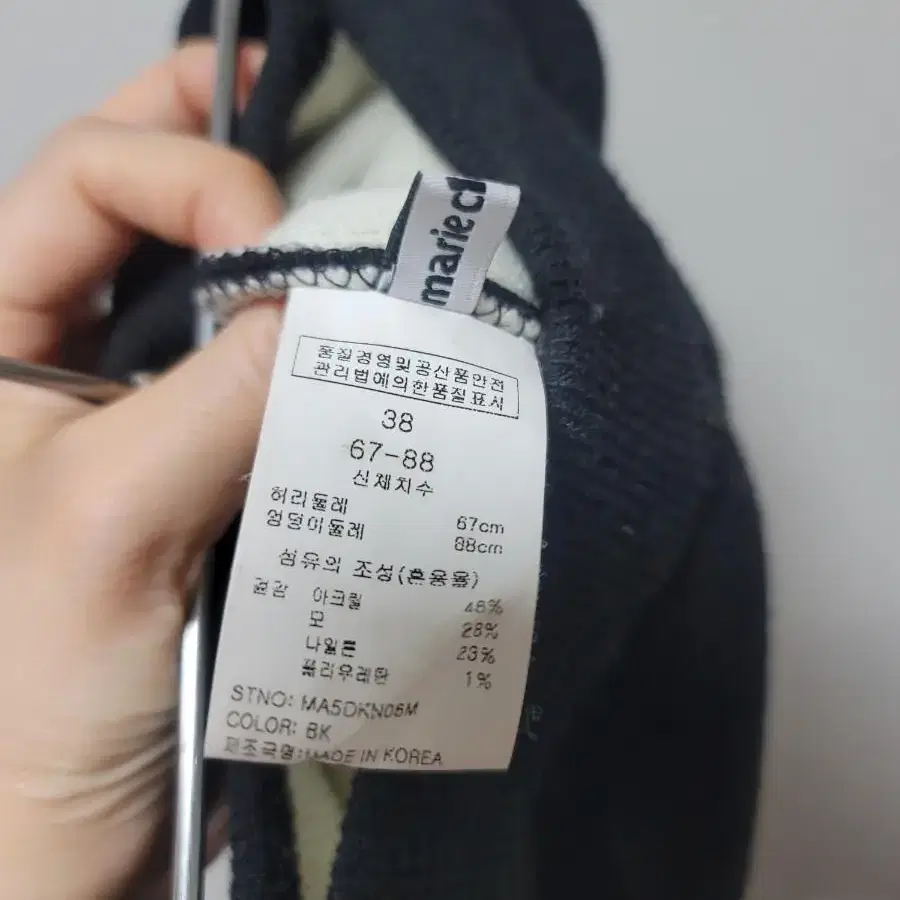 marie c
품질경영및공산품안전
관리법에의한품질표시
38
67-88
신체치수
허리둘레 67cm
엉덩이둘레 88cm
섬유의 조성(혼용율)
겉감 아크릴 48%
모 28%
나일론 23%
폴리우레탄 1%
STNO: MA5DKN06M
COLOR: BK
제조국명:MADE IN KOREA